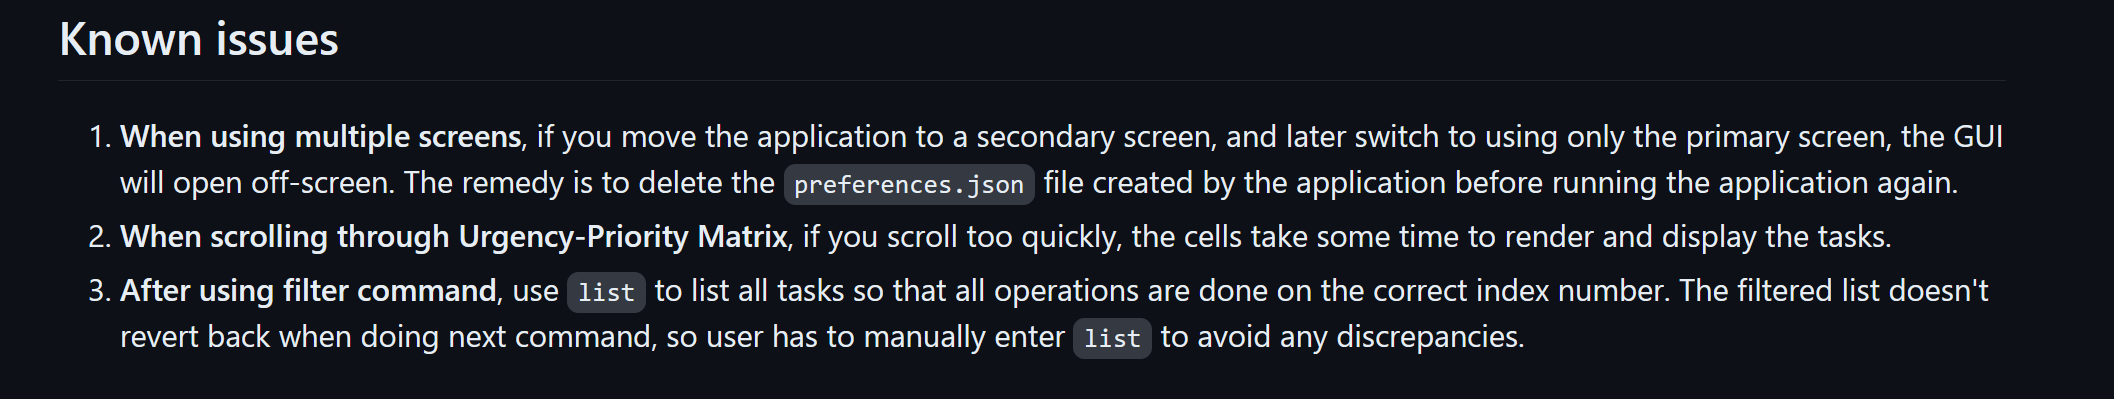 Known issues
1. When using multiple screens, if you move the application to a secondary screen, and later switch to using only the primary screen, the GUI
will open off-screen. The remedy is to delete the preferences.json file created by the application before running the application again.
2. When scrolling through Urgency-Priority Matrix, if you scroll too quickly, the cells take some time to render and display the tasks.
3. After using filter command, use list to list all tasks so that all operations are done on the correct index number. The filtered list doesn't
revert back when doing next command, so user has to manually enter list to avoid any discrepancies.